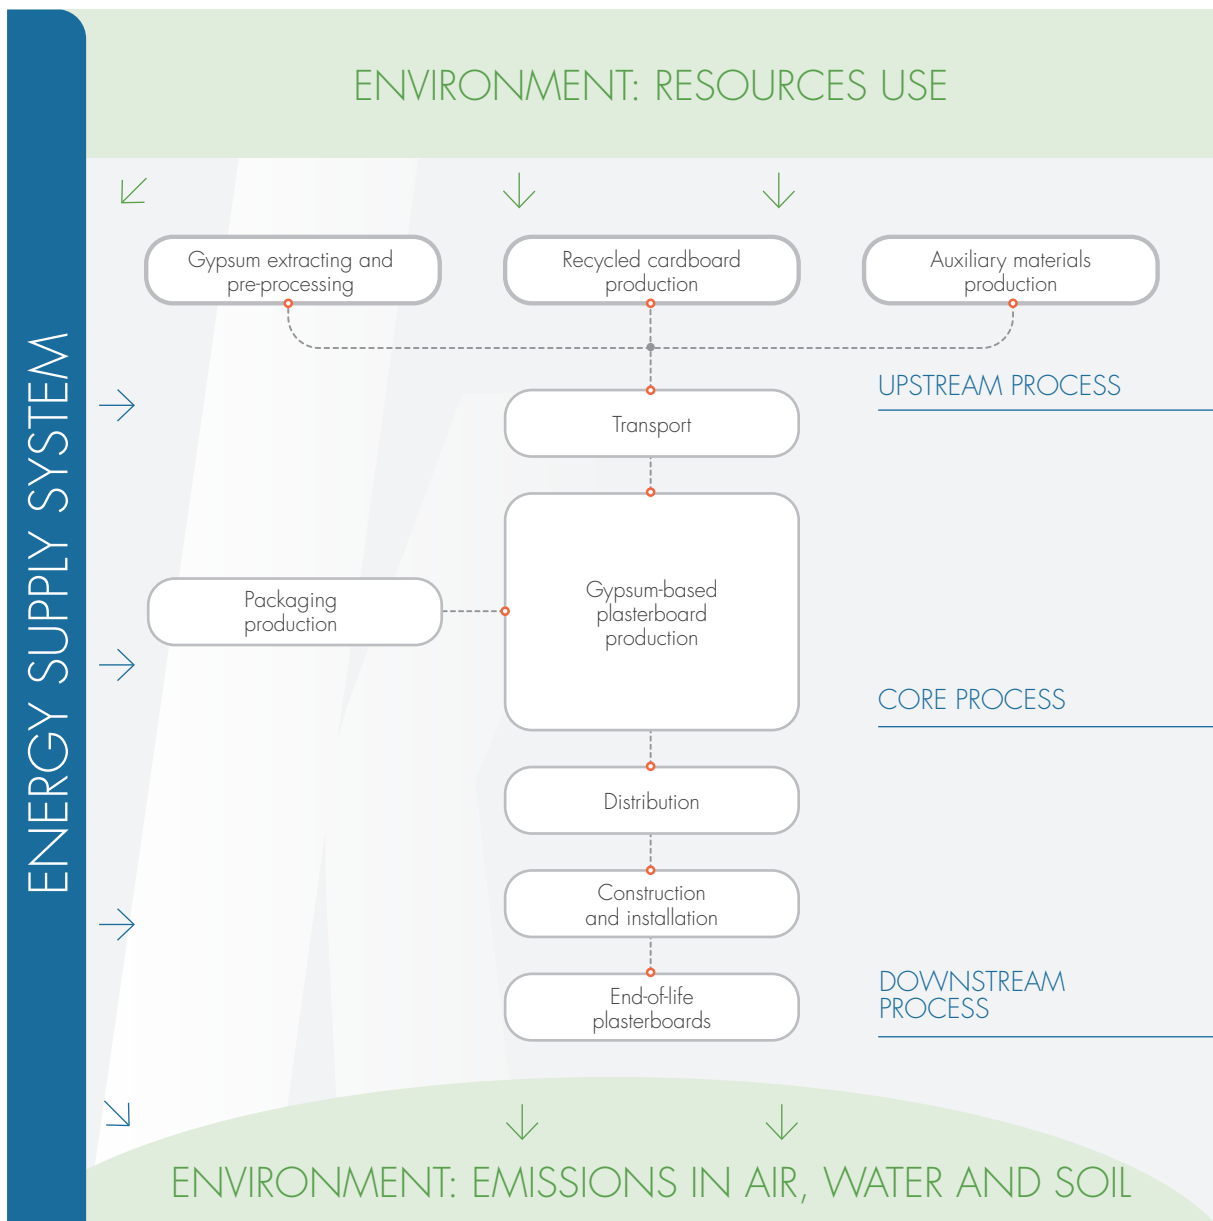 ENVIRONMENT: RESOURCES USE
ENERGY SUPPLY SYSTEM
Gypsum extracting and
pre-processing
Recycled cardboard
production
Auxiliary materials
production
UPSTREAM PROCESS
Transport
Packaging
production
Gypsum-based
plasterboard
production
CORE PROCESS
Distribution
Construction
and installation
End-of-life
plasterboards
DOWNSTREAM
PROCESS
ENVIRONMENT: EMISSIONS IN AIR, WATER AND SOIL